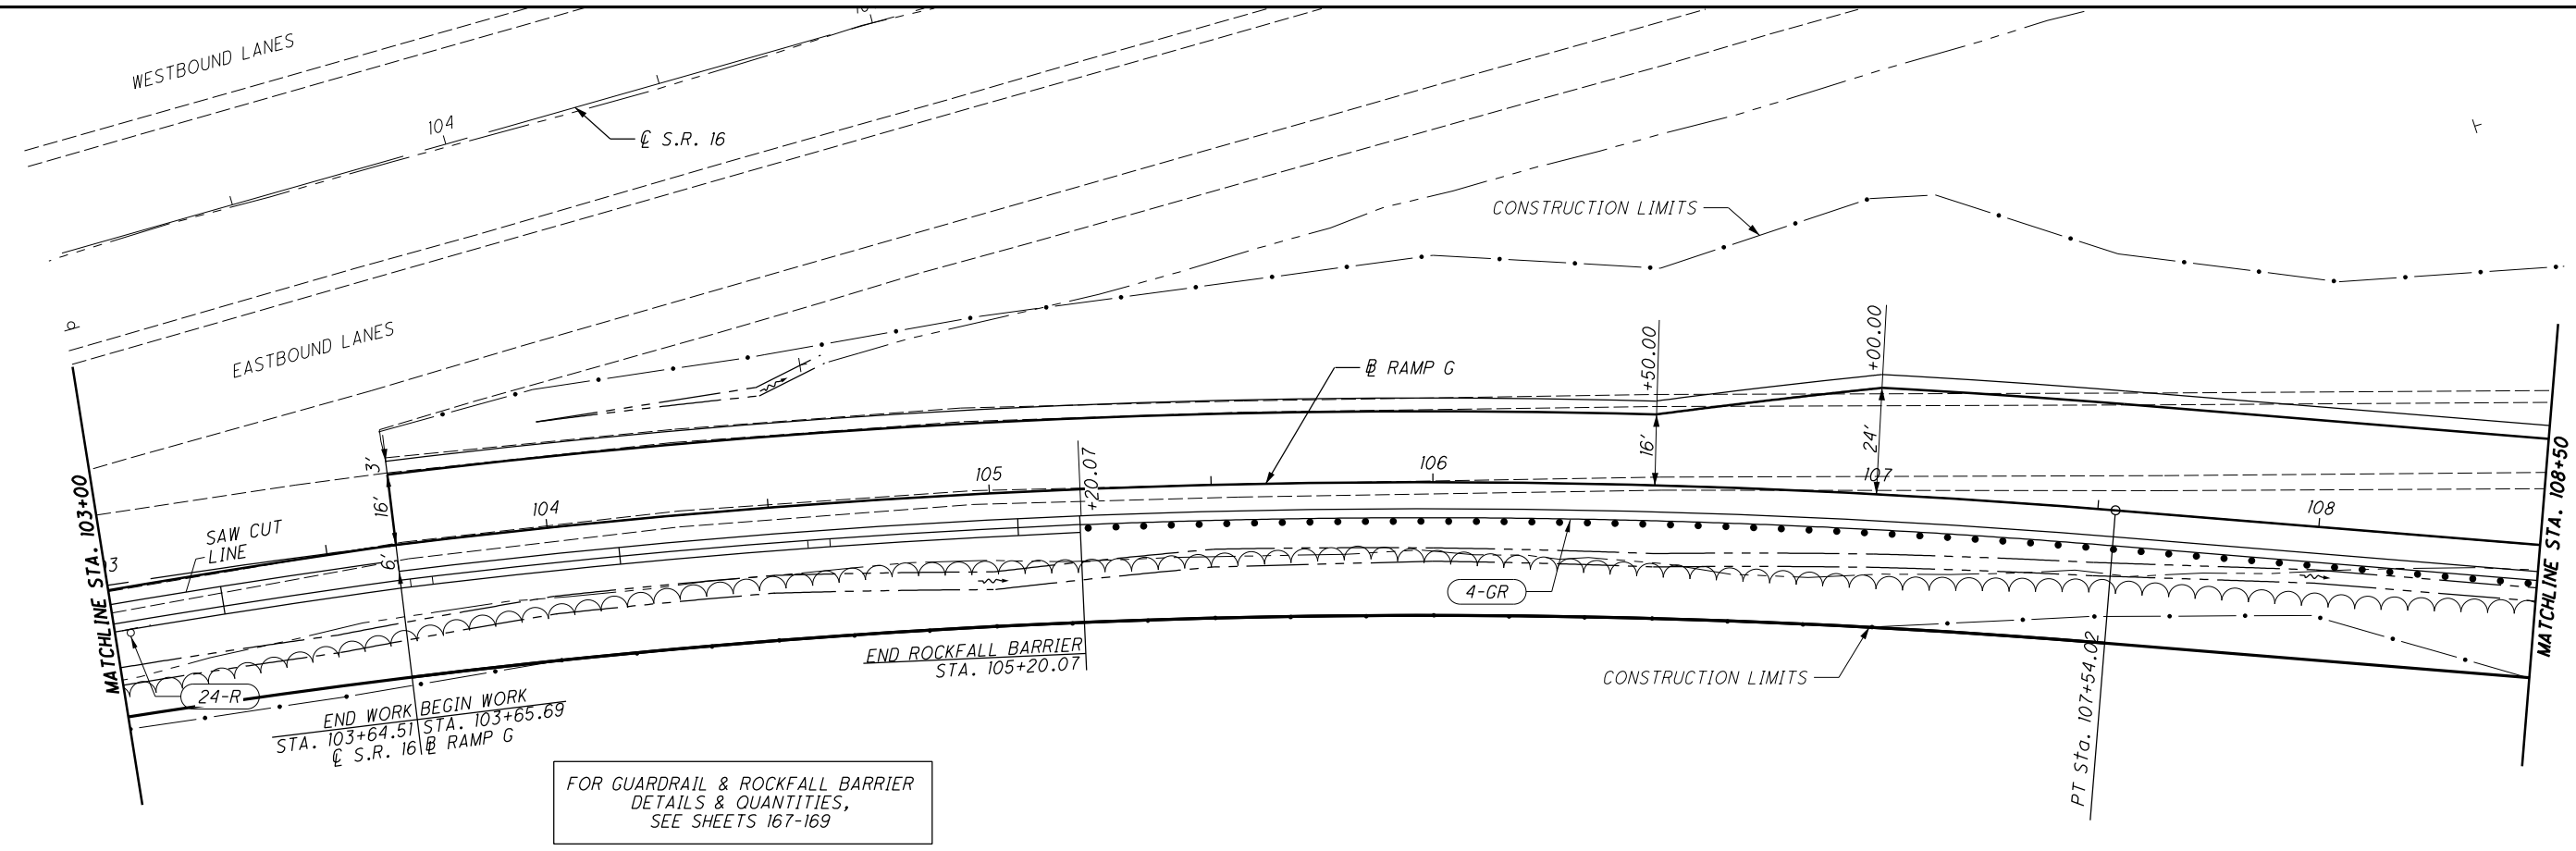 WESTBOUND LANES
104
℄ S.R. 16
CONSTRUCTION LIMITS
EASTBOUND LANES
+50.00
+00.00
℄ RAMP G
3'
16'
6'
16'
24'
MATCHLINE STA. 103+00
SAW CUT
LINE
104
105
+20.07
106
107
108
MATCHLINE STA. 108+50
4-GR
24-R
END ROCKFALL BARRIER
STA. 105+20.07
CONSTRUCTION LIMITS
PT Sta. 107+54.02
END WORK
STA. 103+64.51
℄ S.R. 16
BEGIN WORK
STA. 103+65.69
℄ RAMP G
FOR GUARDRAIL & ROCKFALL BARRIER
DETAILS & QUANTITIES,
SEE SHEETS 167-169